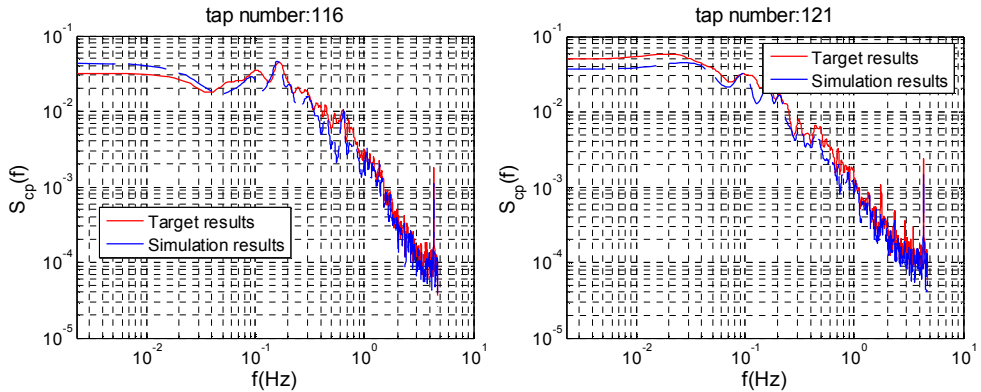 tap number:116
10^-1
10^-2
10^-3
10^-4
10^-5
S_cp(f)
Target results
Simulation results
10^-2
10^-1
10^0
10^1
f(Hz)
tap number:121
10^-1
10^-2
10^-3
10^-4
10^-5
S_cp(f)
Target results
Simulation results
10^-2
10^-1
10^0
10^1
f(Hz)